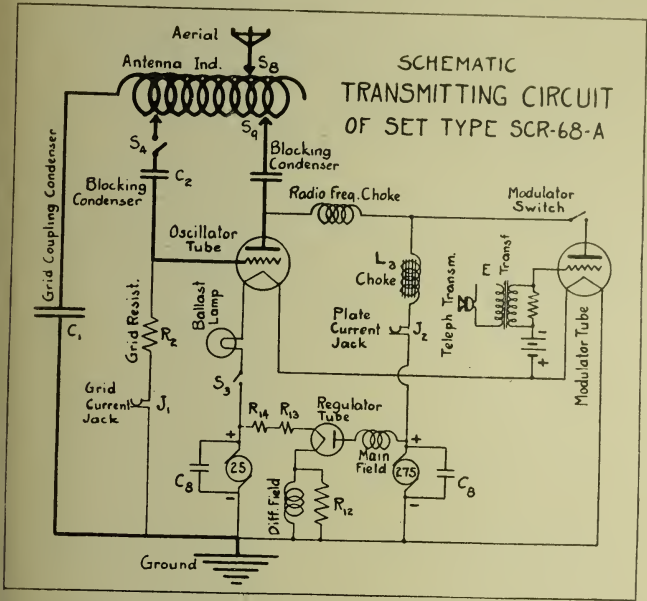 Aerial
Antenna Ind.
S8
SCHEMATIC
TRANSMITTING CIRCUIT
OF SET TYPE SCR-68-A
S4
S9
Blocking
Condenser
C2
Blocking
Condenser
Radio Freq. Choke
Modulator
Switch
Grid Coupling Condenser
Oscillator
Tube
L3
Choke
E
Transf
Teleph Transm.
Ballast
Lamp
Plate
Current
Jack
J2
- +
Modulator Tube
C1
Grid Resist.
R2
S3
Grid
Current
Jack
J1
R14
R13
Regulator
Tube
Main
Field
+
25
-
C8
+
275
-
C8
Diff. Field
R12
Ground